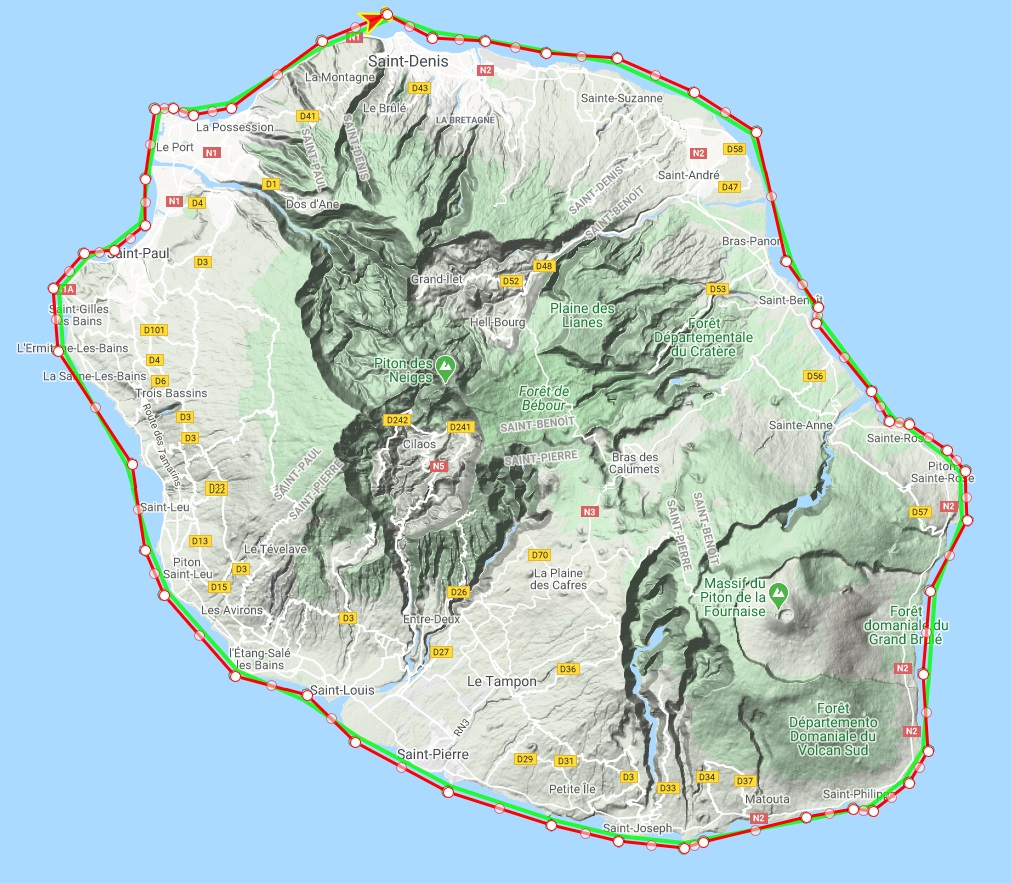 N1
Saint-Denis
N2
La Montagne
D43
Sainte-Suzanne
Le Brûlé
D41
LA BRETAGNE
La Possession
SAINT-PAUL
SAINT-DENIS
Le Port
N1
N2
D58
Saint-André
D1
D47
SAINT-DENIS
SAINT-BENOÎT
N1
D4
Dos d'Ane
Saint-Paul
Bras-Panon
D3
D48
Grand-Îlet
D52
1A
D53
Saint-Benoît
Saint-Gilles
les Bains
Hell-Bourg
Plaine des
Lianes
Forêt
Départementale
du Cratère
D101
L'Ermitage-Les-Bains
D4
Piton des
Neiges
La Saline-Les-Bains
D6
D56
Trois Bassins
Forêt de
Bébour
D3
D242
D241
SAINT-BENOÎT
Sainte-Anne
Route des Tamarins
D3
Cilaos
Sainte-Rose
SAINT-PAUL
SAINT-PIERRE
N5
SAINT-PIERRE
Bras des
Calumets
Piton
Sainte-Rose
D22
Saint-Leu
N3
SAINT-PIERRE
SAINT-BENOÎT
D57
N2
D13
Le Tévelave
D70
Piton
Saint-Leu
D3
La Plaine
des Cafres
D15
D26
Massif du
Piton de la
Fournaise
Les Avirons
D3
Entre-Deux
Forêt
domaniale du
Grand Brûlé
l'Étang-Salé
les Bains
D27
D36
N2
Saint-Louis
Le Tampon
Forêt
Départemento
Domaniale du
Volcan Sud
RN3
N2
Saint-Pierre
D29
D31
D3
D34
D37
D33
Petite Île
Matouta
Saint-Philippe
N2
Saint-Joseph